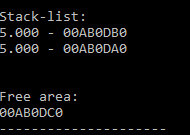 Stack-list:
5.000 - 00AB0DB0
5.000 - 00AB0DA0
Free area:
00AB0DC0
---------------------